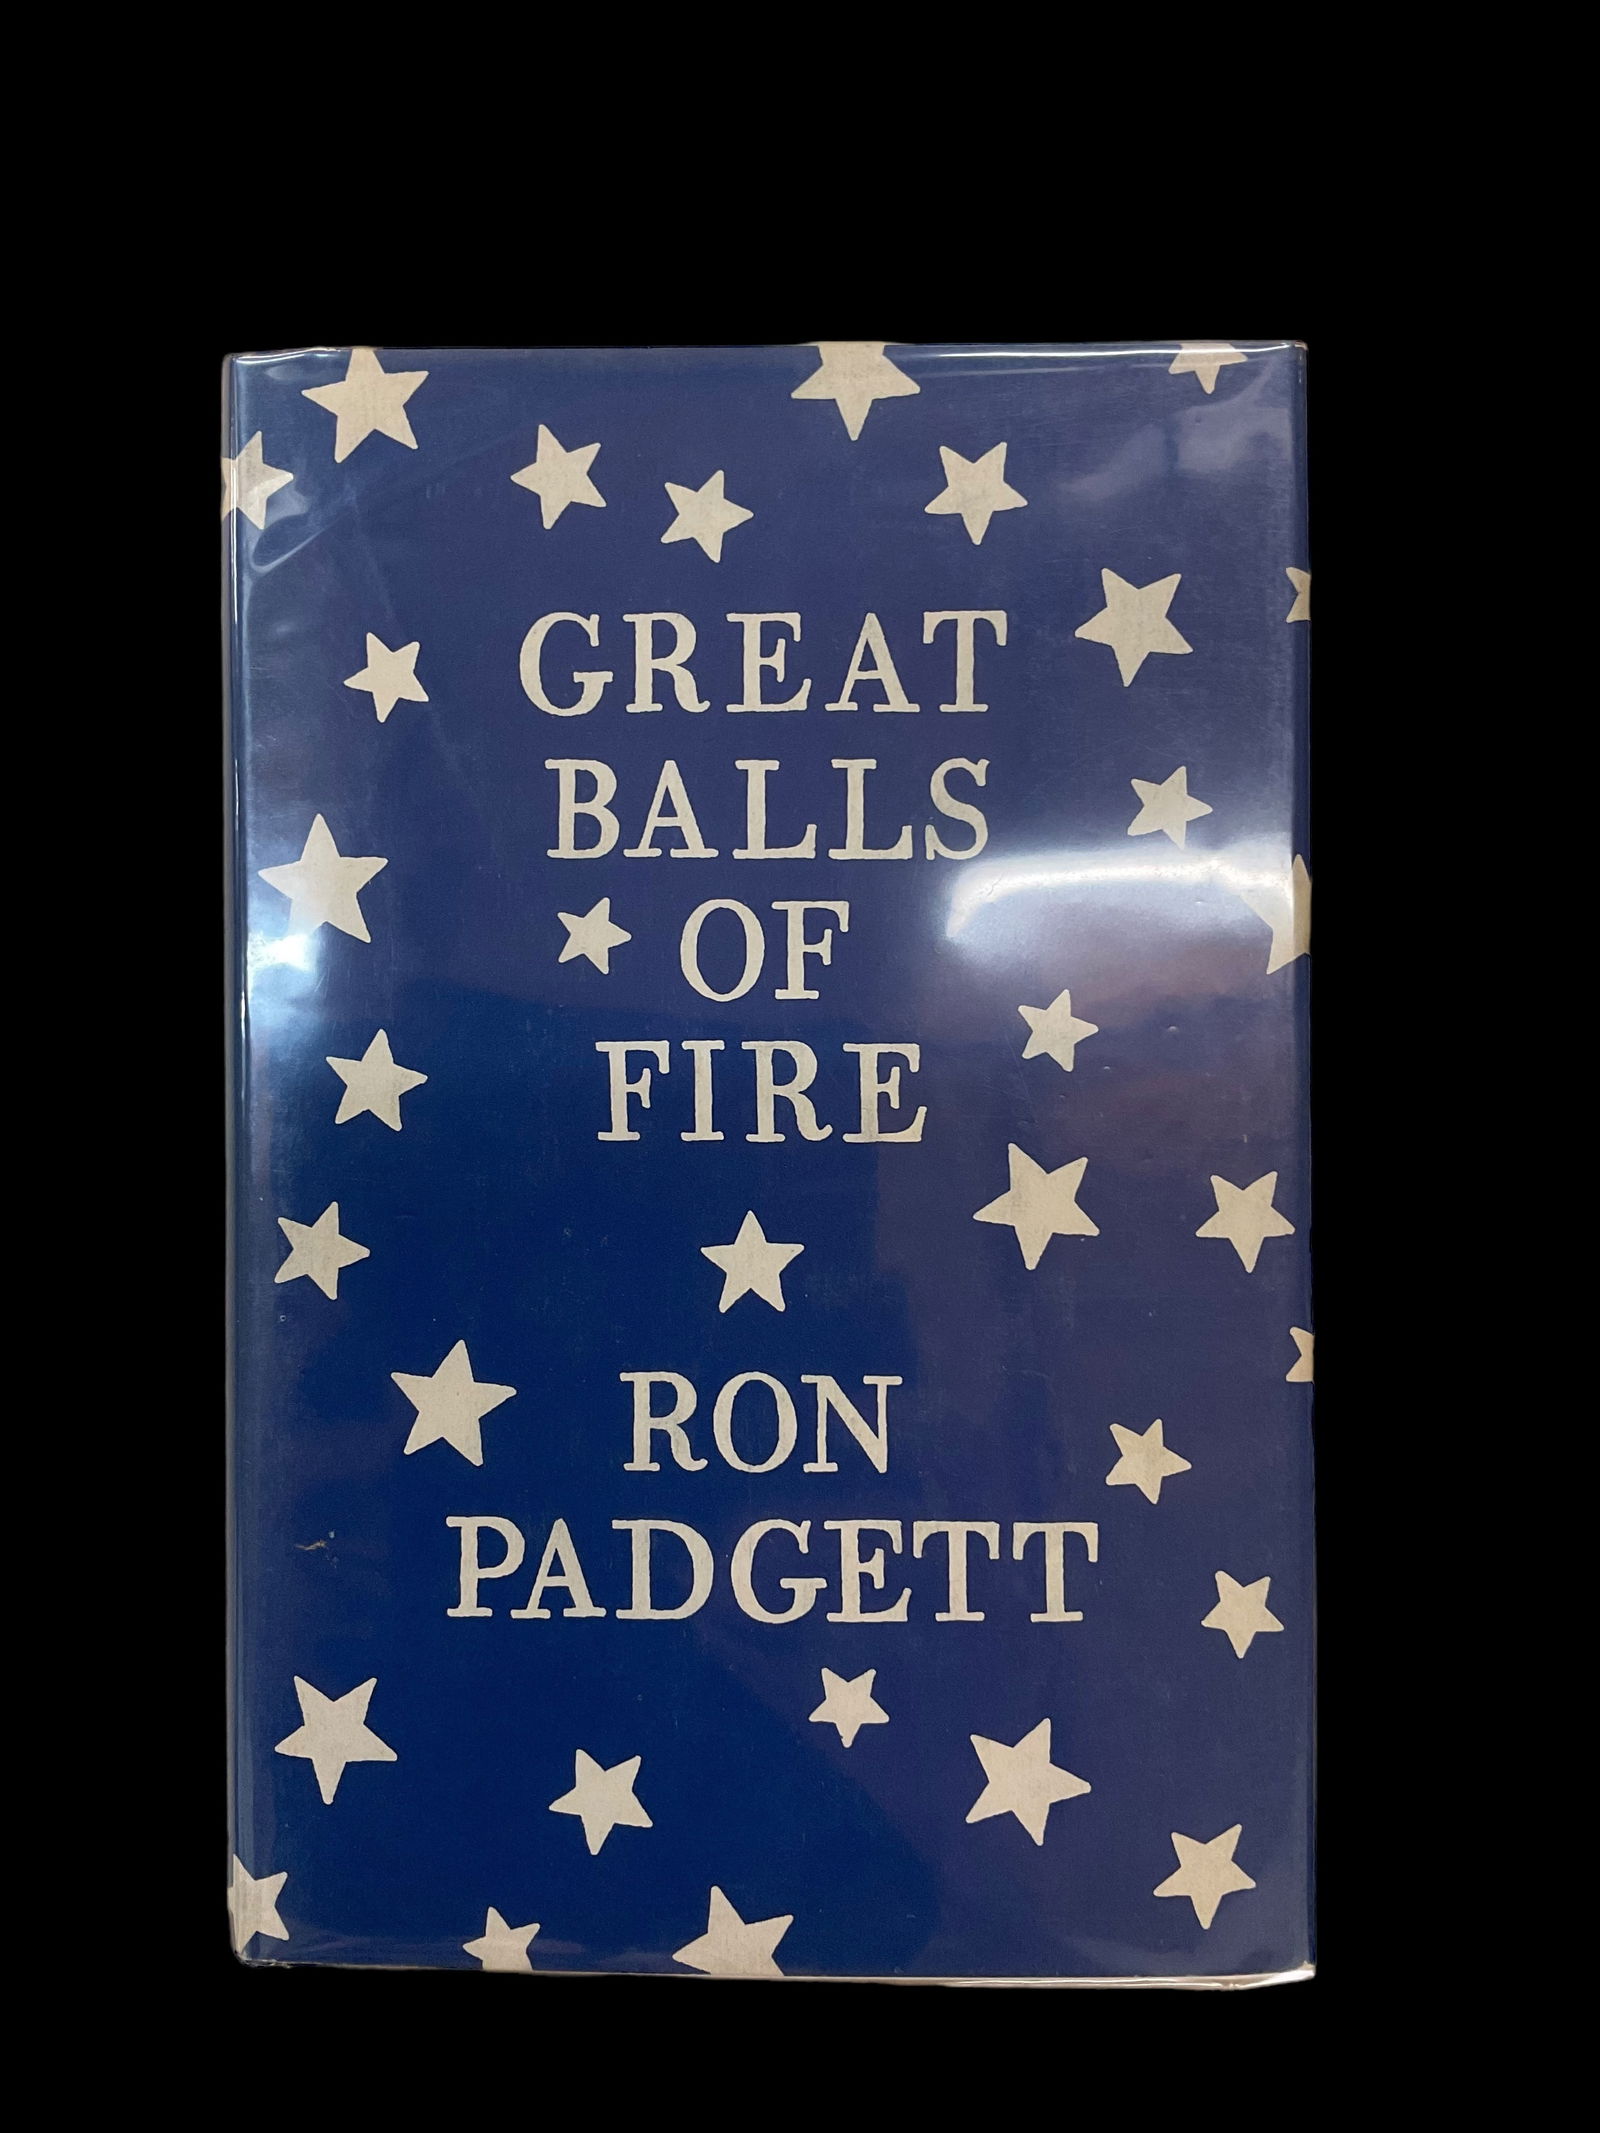 GREAT
BALLS
OF
FIRE
RON
PADGETT